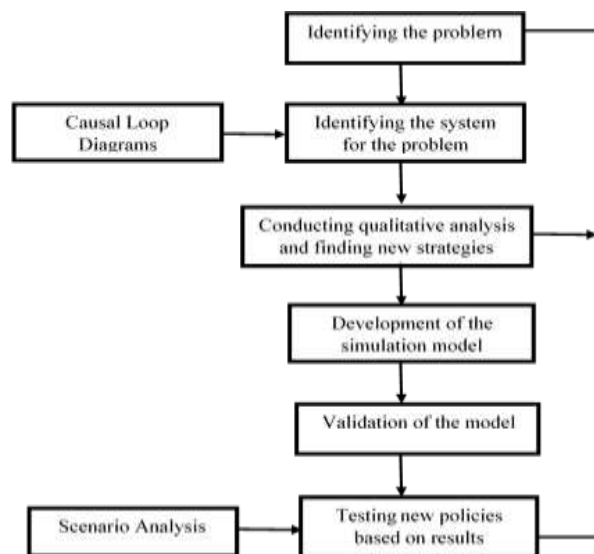 Identifying the problem
Causal Loop
Diagrams
Identifying the system
for the problem
Conducting qualitative analysis
and finding new strategies
Development of the
simulation model
Validation of the model
Scenario Analysis
Testing new policies
based on results